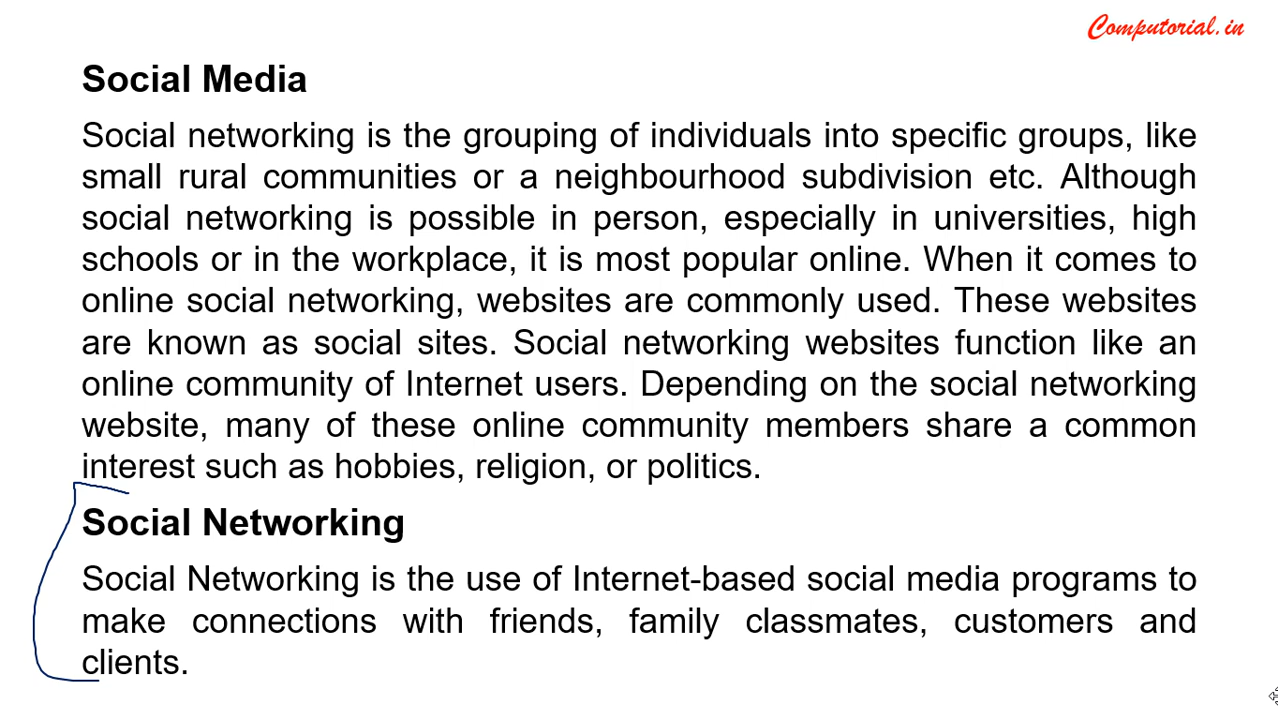 Computorial.in
Social Media
Social networking is the grouping of individuals into specific groups, like
small rural communities or a neighbourhood subdivision etc. Although
social networking is possible in person, especially in universities, high
schools or in the workplace, it is most popular online. When it comes to
online social networking, websites are commonly used. These websites
are known as social sites. Social networking websites function like an
online community of Internet users. Depending on the social networking
website, many of these online community members share a common
interest such as hobbies, religion, or politics.
Social Networking
Social Networking is the use of Internet-based social media programs to
make connections with friends, family classmates, customers and
clients.